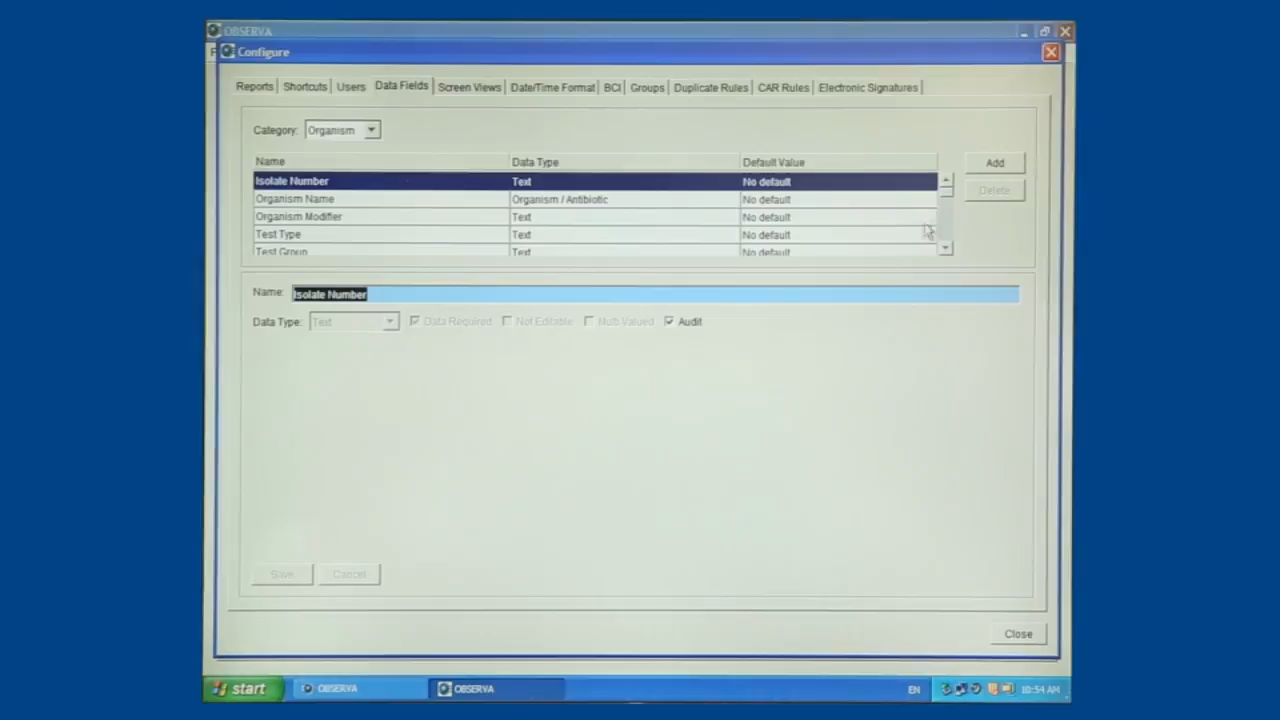 OBSERVA
Configure
Reports Shortcuts Users Data Fields Screen Views Date/Time Format BCI Groups Duplicate Rules CAR Rules Electronic Signatures
Category: Organism
Name Data Type Default Value Add
Isolate Number Text No default
Organism Name Organism / Antibiotic No default Delete
Organism Modifier Text No default
Test Type Text No default
Test Group Text No default
Name: Isolate Number
Data Type: Text Data Required Not Editable Multi Valued Audit
Save Cancel
Close
start OBSERVA OBSERVA EN 10:54 AM